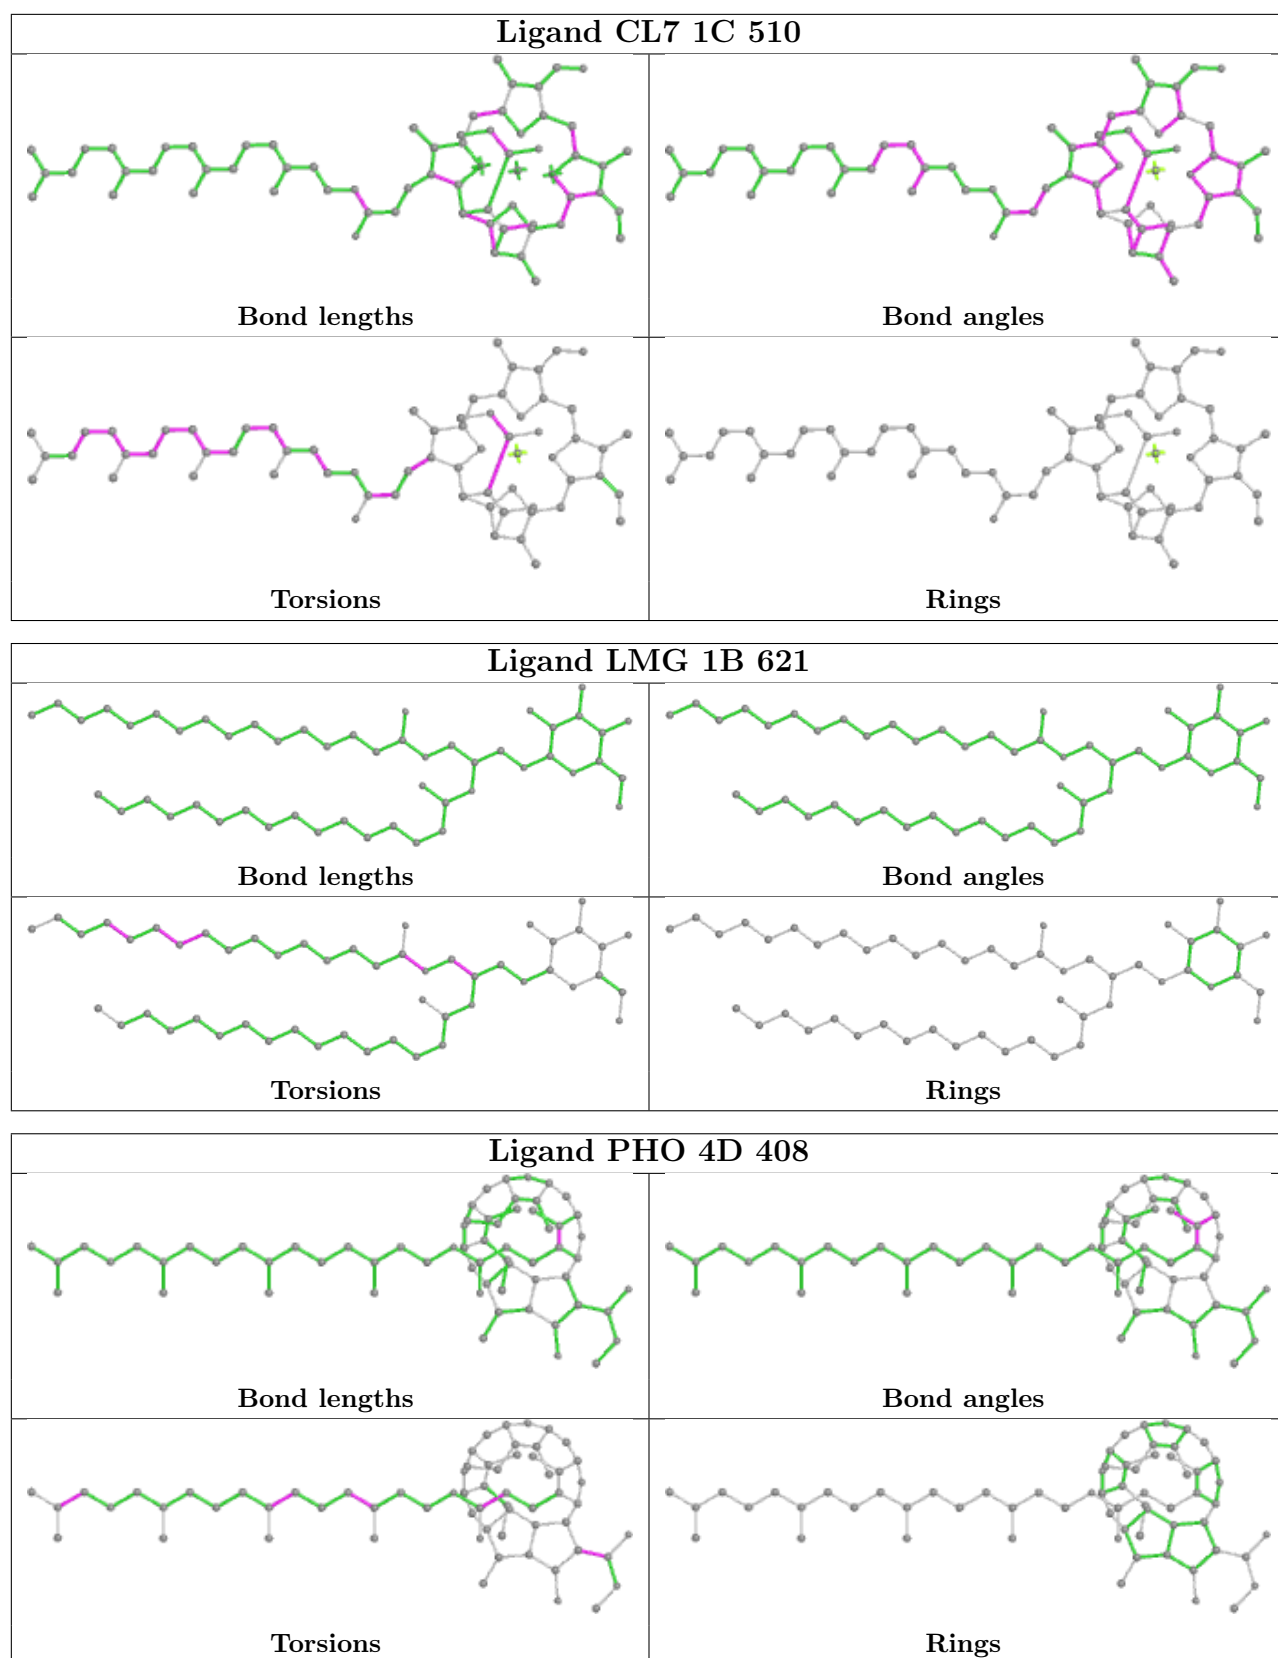 Ligand CL7 1C 510
Bond lengths
Bond angles
Torsions
Rings
Ligand LMG 1B 621
Bond lengths
Bond angles
Torsions
Rings
Ligand PHO 4D 408
Bond lengths
Bond angles
Torsions
Rings